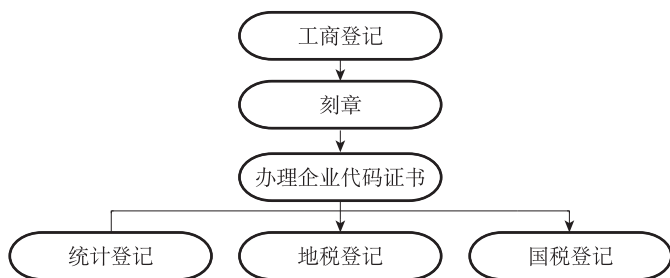 工商登记
刻章
办理企业代码证书
统计登记
地税登记
国税登记